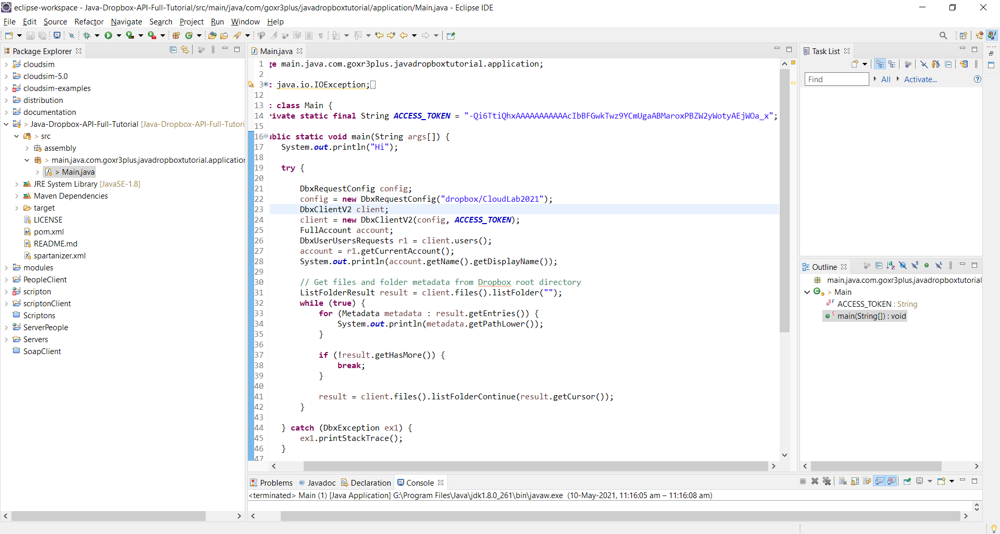 eclipse-workspace - Java-Dropbox-API-Full-Tutorial/src/main/java/com/goxr3plus/javadropboxtutorial/application/Main.java - Eclipse IDE
File Edit Source Refactor Navigate Search Project Run Window Help
Package Explorer
cloudsim
cloudsim-5.0
cloudsim-examples
distribution
documentation
> Java-Dropbox-API-Full-Tutorial [Java-Dropbox-API-Full-Tutori
> src
assembly
> main.java.com.goxr3plus.javadropboxtutorial.application
> Main.java
JRE System Library [JavaSE-1.8]
Maven Dependencies
target
LICENSE
pom.xml
README.md
spartanizer.xml
modules
PeopleClient
scripton
scriptonClient
Scriptons
ServerPeople
Servers
SoapClient
Main.java
1 ge main.java.com.goxr3plus.javadropboxtutorial.application;
2
3 : java.io.IOException;
12
13 : class Main {
14 rivate static final String ACCESS_TOKEN = "-Qi6TtiQhxAAAAAAAAAAAcIbBFGwkTwz9YCmUgaABMaroxPBZW2yWotyAEjWOa_x";
15
16 ublic static void main(String args[]) {
17 System.out.println("Hi");
18
19 try {
20
21 DbxRequestConfig config;
22 config = new DbxRequestConfig("dropbox/CloudLab2021");
23 DbxClientV2 client;
24 client = new DbxClientV2(config, ACCESS_TOKEN);
25 FullAccount account;
26 DbxUserUsersRequests r1 = client.users();
27 account = r1.getCurrentAccount();
28 System.out.println(account.getName().getDisplayName());
29
30 // Get files and folder metadata from Dropbox root directory
31 ListFolderResult result = client.files().listFolder("");
32 while (true) {
33 for (Metadata metadata : result.getEntries()) {
34 System.out.println(metadata.getPathLower());
35 }
36
37 if (!result.getHasMore()) {
38 break;
39 }
40
41 result = client.files().listFolderContinue(result.getCursor());
42 }
43
44 } catch (DbxException ex1) {
45 ex1.printStackTrace();
46 }
47
Task List
Find All Activate...
Outline
main.java.com.goxr3plus.javadropboxtutorial
> Main
ACCESS_TOKEN : String
main(String[]) : void
Problems @ Javadoc Declaration Console
<terminated> Main (1) [Java Application] G:\Program Files\Java\jdk1.8.0_261\bin\javaw.exe (10-May-2021, 11:16:05 am – 11:16:08 am)